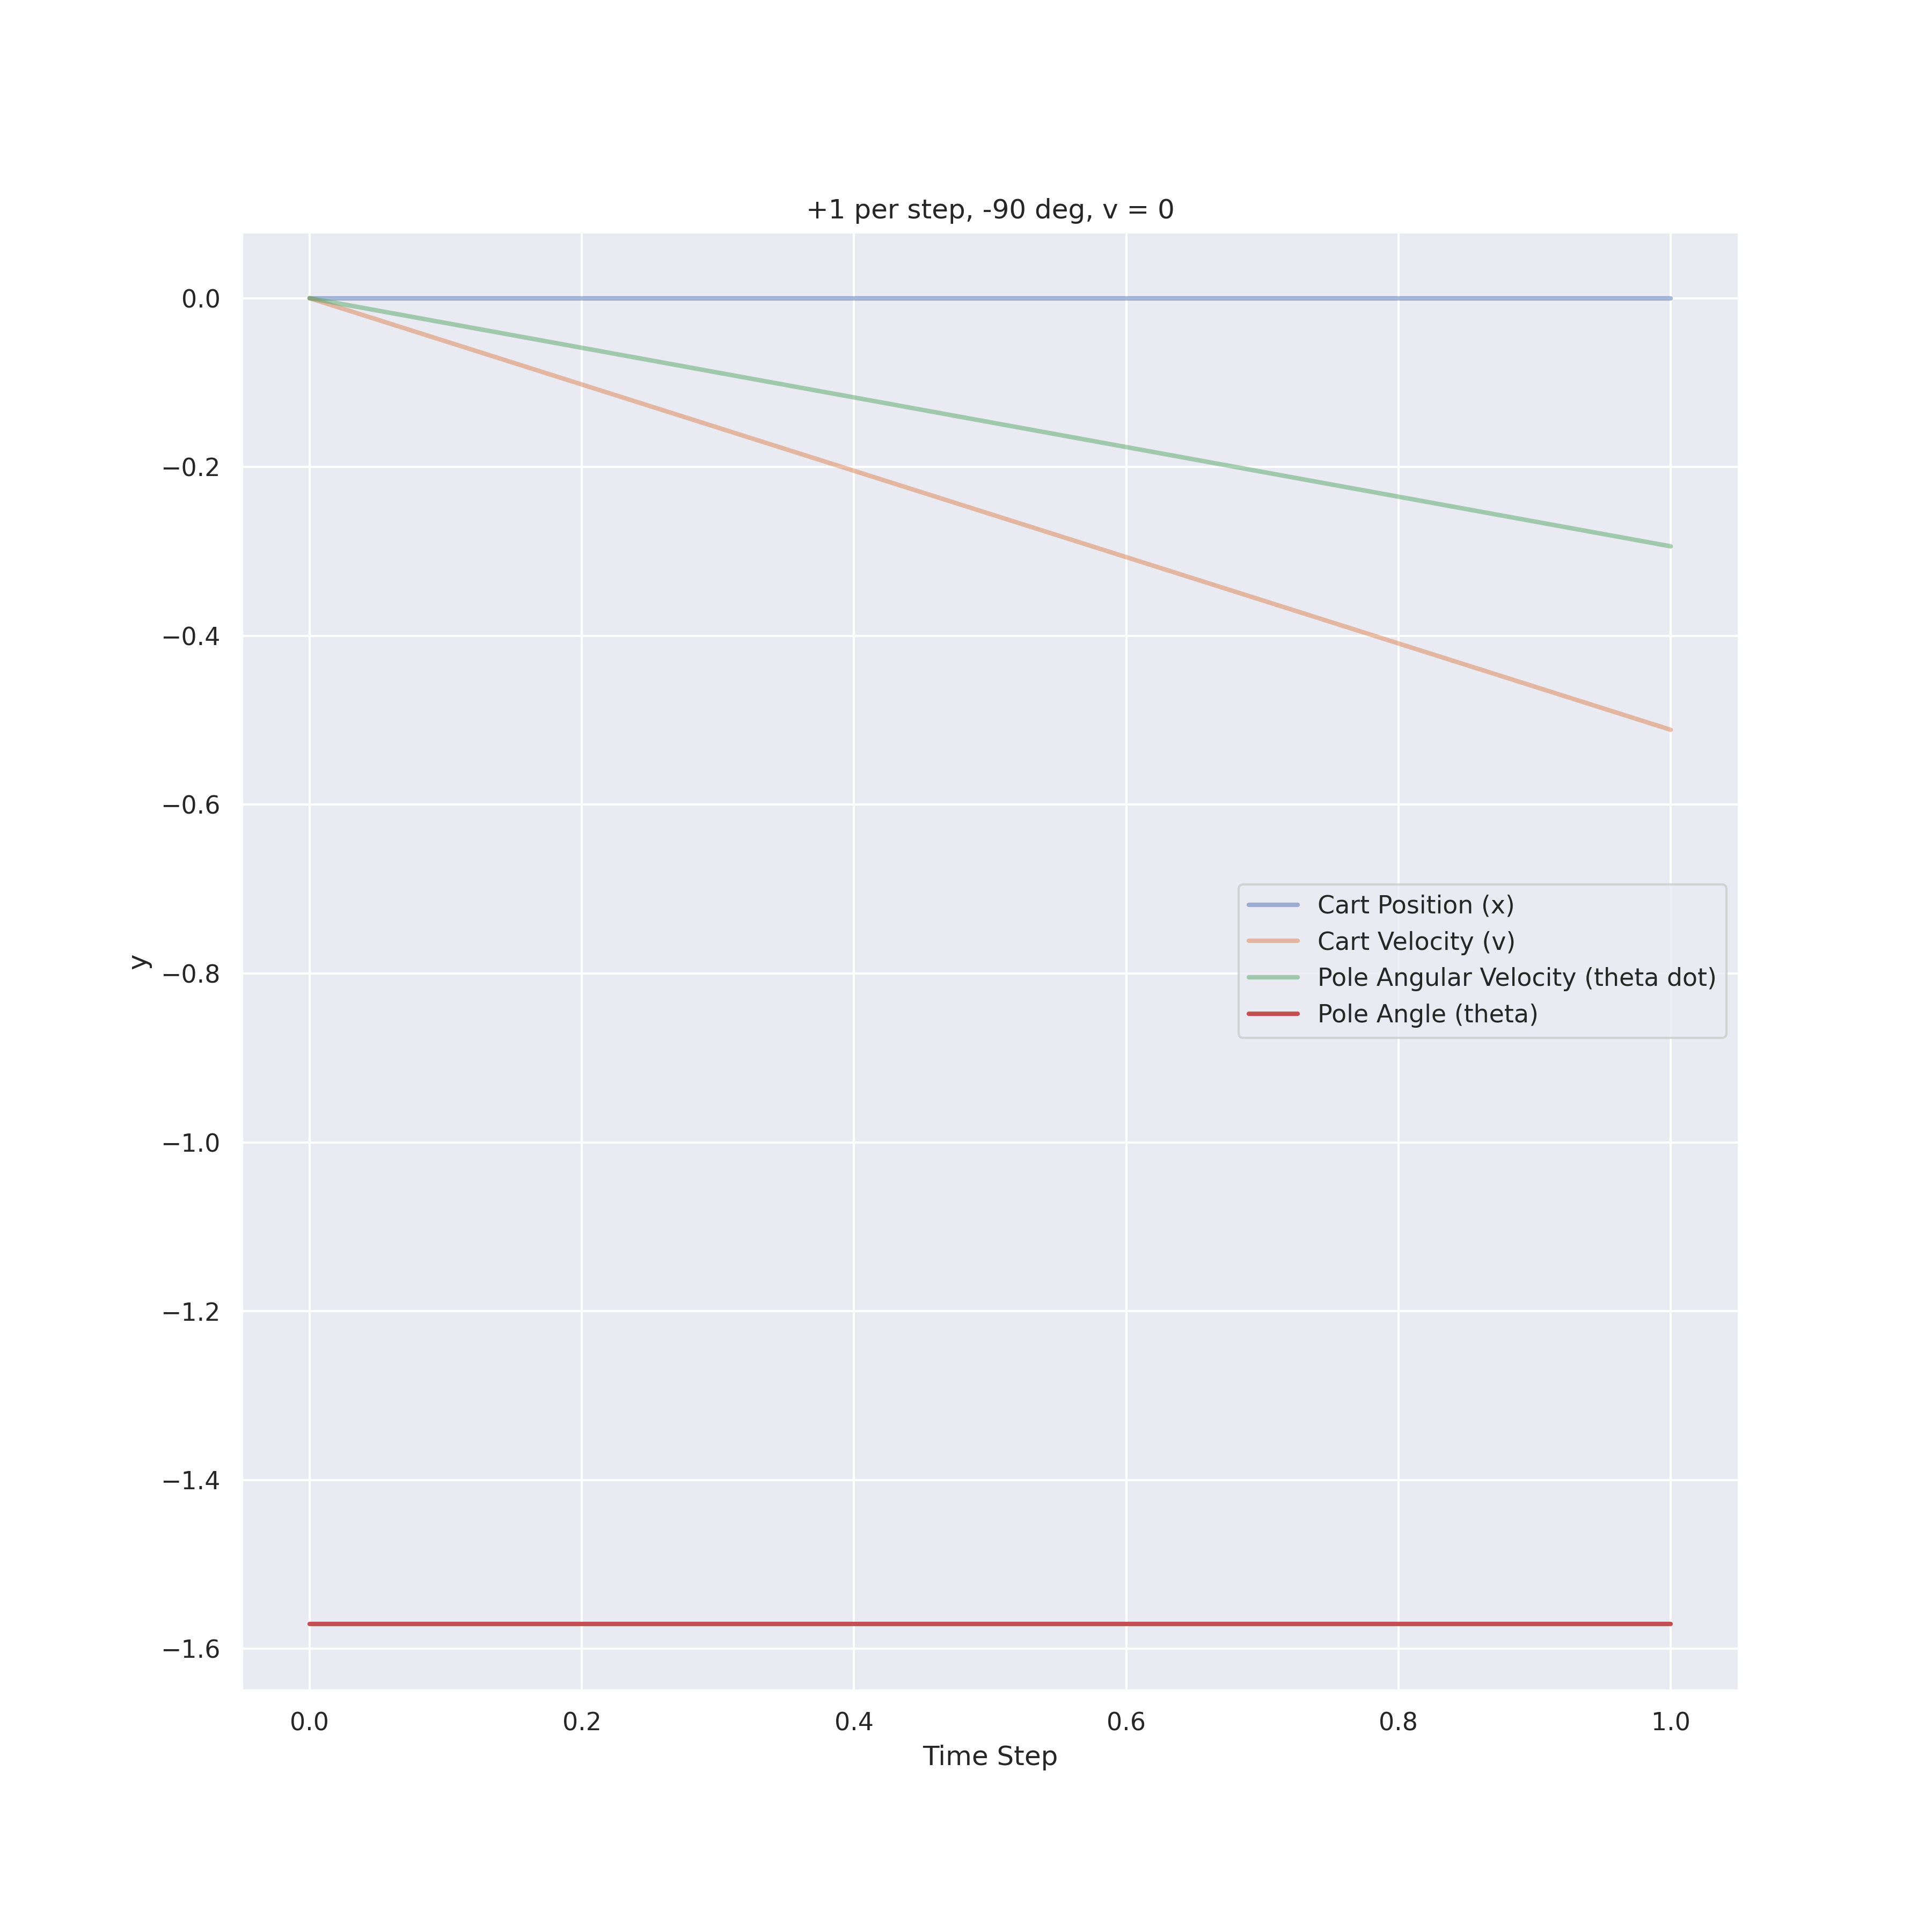 +1 per step, -90 deg, v = 0
0.0
−0.2
−0.4
−0.6
−0.8
−1.0
−1.2
−1.4
−1.6
y
Cart Position (x)
Cart Velocity (v)
Pole Angular Velocity (theta dot)
Pole Angle (theta)
0.0 0.2 0.4 0.6 0.8 1.0
Time Step